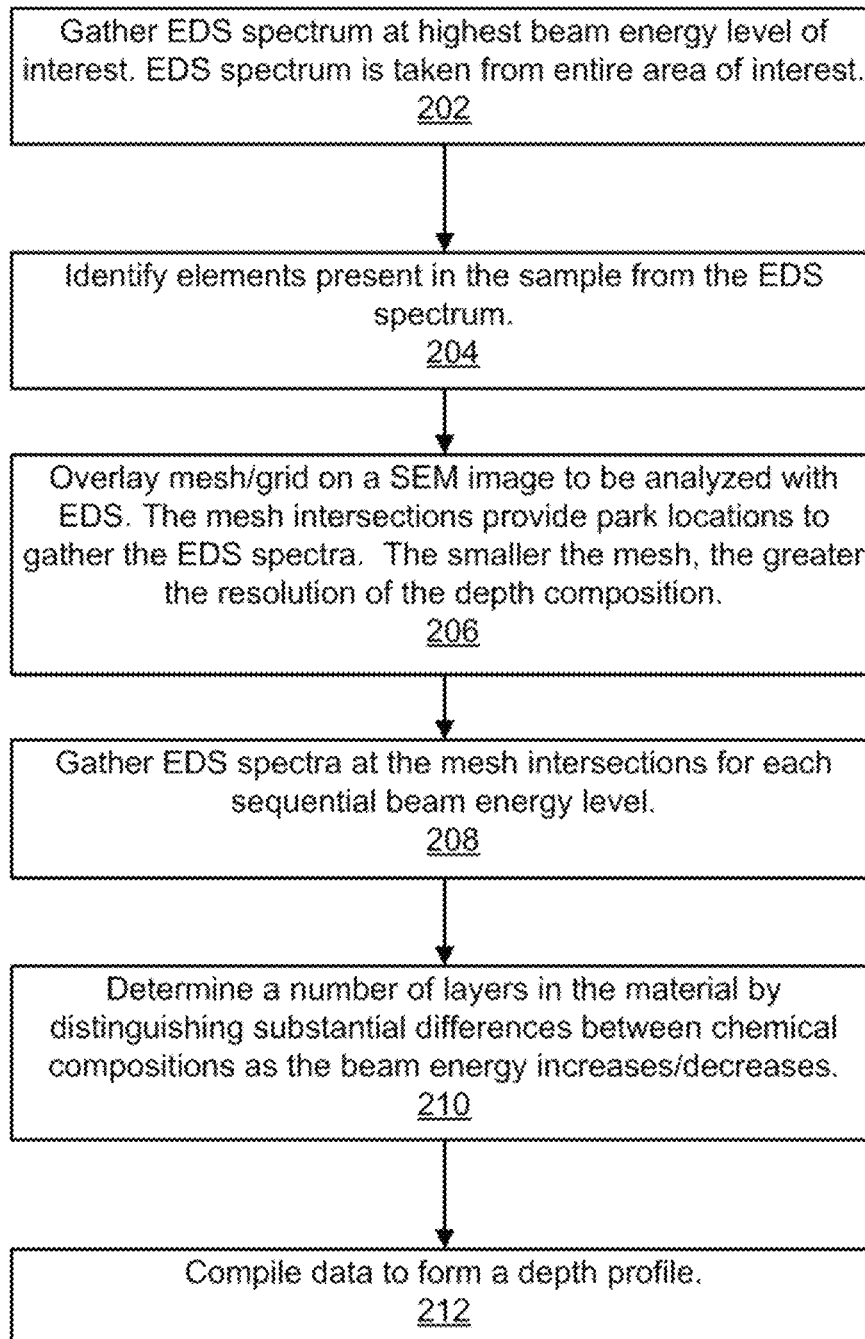 Gather EDS spectrum at highest beam energy level of
interest. EDS spectrum is taken from entire area of interest.
202
Identify elements present in the sample from the EDS
spectrum.
204
Overlay mesh/grid on a SEM image to be analyzed with
EDS. The mesh intersections provide park locations to
gather the EDS spectra. The smaller the mesh, the greater
the resolution of the depth composition.
206
Gather EDS spectra at the mesh intersections for each
sequential beam energy level.
208
Determine a number of layers in the material by
distinguishing substantial differences between chemical
compositions as the beam energy increases/decreases.
210
Compile data to form a depth profile.
212